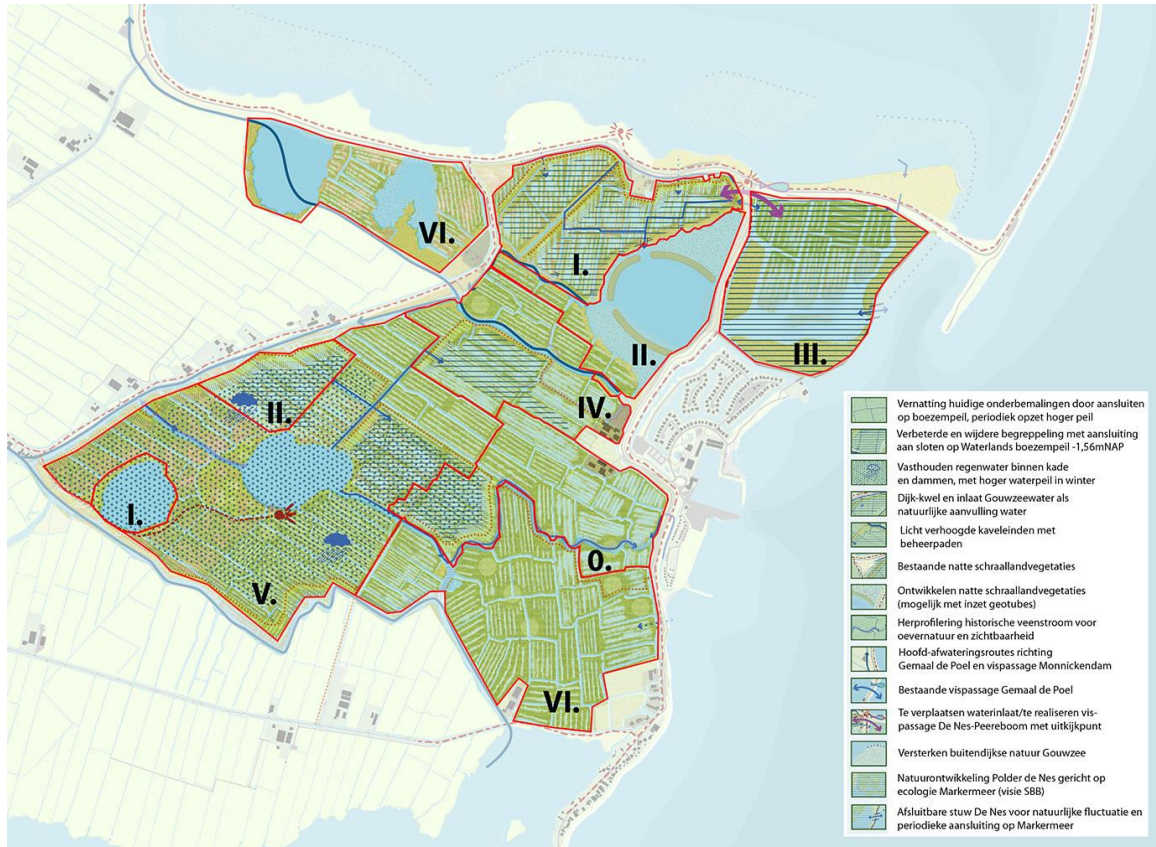 VI.
I.
II.
III.
IV.
II.
I.
V.
0.
VI.
Vernatting huidige onderbemalingen door aansluiten
op boezempeil, periodiek opzet hoger peil
Verbeterde en wijdere begreppeling met aansluiting
aan sloten op Waterlands boezempeil -1,56mNAP
Vasthouden regenwater binnen kade
en dammen, met hoger waterpeil in winter
Dijk-kwel en inlaat Gouwzeewater als
natuurlijke aanvulling water
Licht verhoogde kaveleinden met
beheerpaden
Bestaande natte schraallandvegetaties
Ontwikkelen natte schraallandvegetaties
(mogelijk met inzet geotubes)
Herprofilering historische veenstroom voor
oevernatuur en zichtbaarheid
Hoofd-afwateringsroutes richting
Gemaal de Poel en vispassage Monnickendam
Bestaande vispassage Gemaal de Poel
Te verplaatsen waterinlaat/te realiseren vis-
passage De Nes-Peereboom met uitkijkpunt
Versterken buitendijkse natuur Gouwzee
Natuurontwikkeling Polder de Nes gericht op
ecologie Markermeer (visie SBB)
Afsluitbare stuw De Nes voor natuurlijke fluctuatie en
periodieke aansluiting op Markermeer